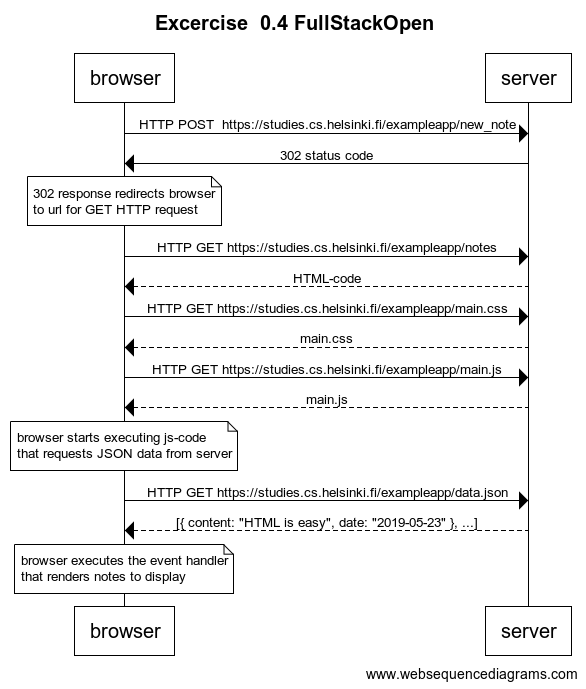 Excercise  0.4 FullStackOpen
browser
server
HTTP POST  https://studies.cs.helsinki.fi/exampleapp/new_note
302 status code
302 response redirects browser
to url for GET HTTP request
HTTP GET https://studies.cs.helsinki.fi/exampleapp/notes
HTML-code
HTTP GET https://studies.cs.helsinki.fi/exampleapp/main.css
main.css
HTTP GET https://studies.cs.helsinki.fi/exampleapp/main.js
main.js
browser starts executing js-code
that requests JSON data from server
HTTP GET https://studies.cs.helsinki.fi/exampleapp/data.json
[{ content: "HTML is easy", date: "2019-05-23" }, ...]
browser executes the event handler
that renders notes to display
browser
server
www.websequencediagrams.com